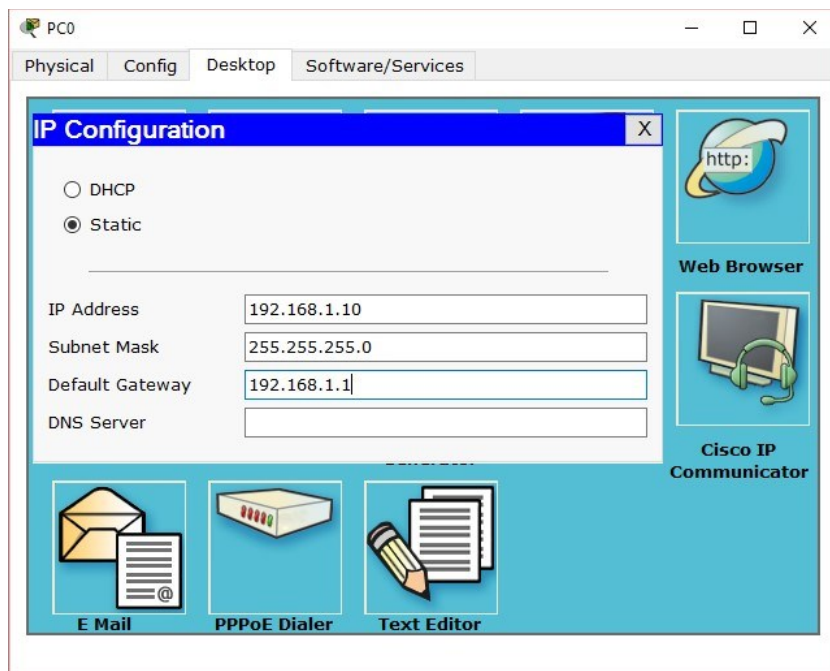 PC0
Physical Config Desktop Software/Services
IP Configuration X
DHCP
Static
IP Address 192.168.1.10
Subnet Mask 255.255.255.0
Default Gateway 192.168.1.1
DNS Server
http:
Web Browser
Cisco IP
Communicator
@
E Mail PPPoE Dialer Text Editor